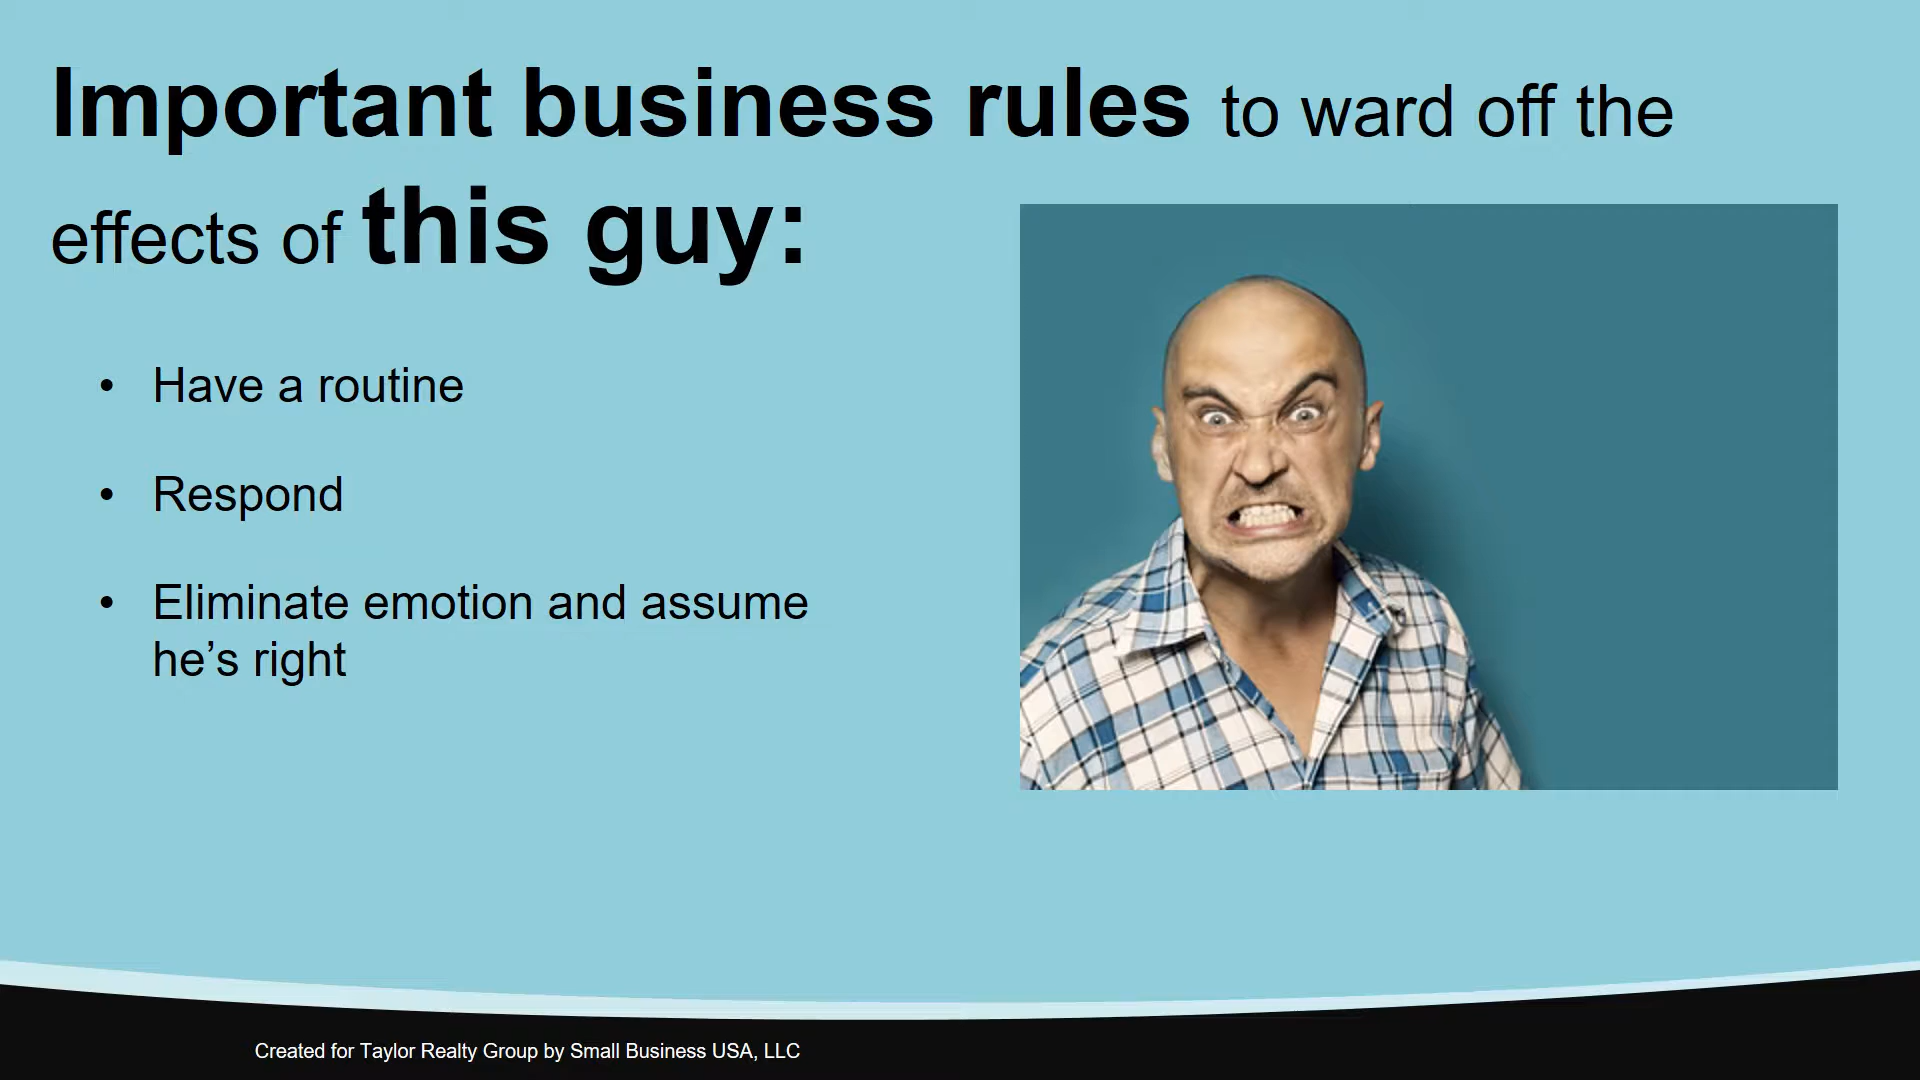 Important business rules to ward off the
effects of this guy:
• Have a routine
• Respond
• Eliminate emotion and assume
he’s right
Created for Taylor Realty Group by Small Business USA, LLC